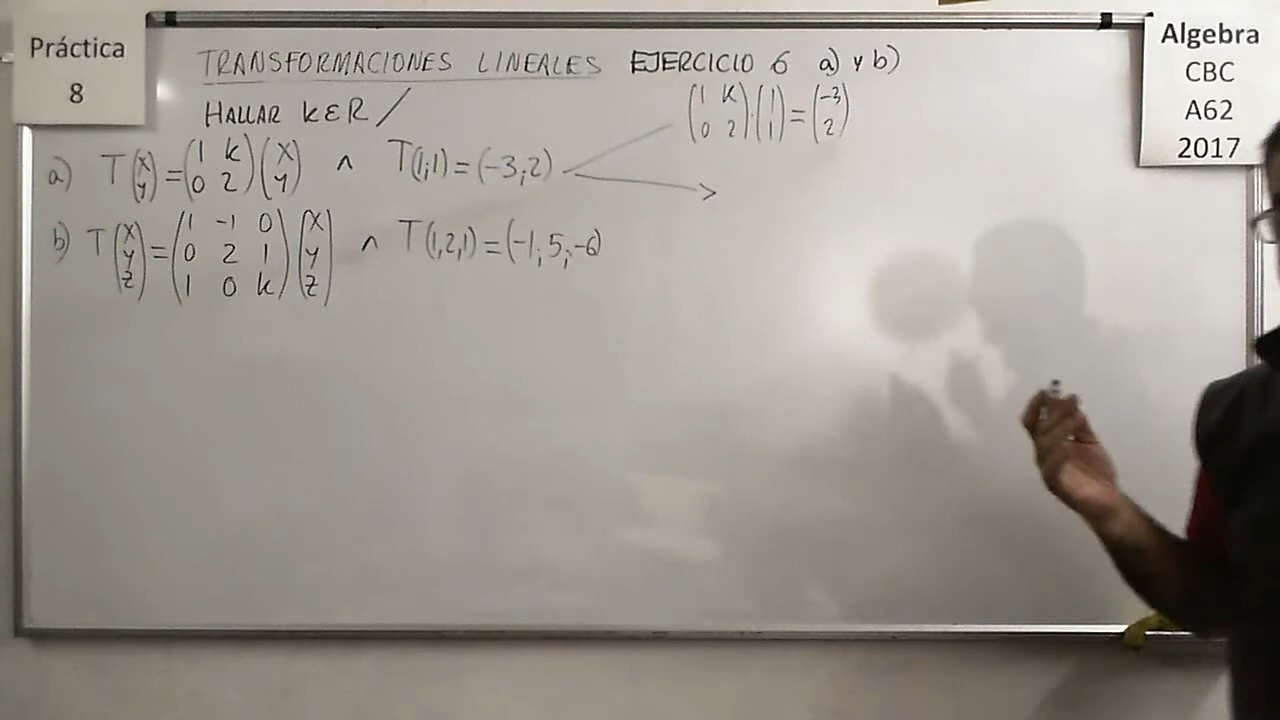 Práctica
8
TRANSFORMACIONES LINEALES EJERCICIO 6 a) y b)
HALLAR k∈R /
a) T(x y) = (1 k 0 2)(x y) ∧ T(1;1) = (-3;2)
(1 k 0 2)·(1 1) = (-3 2)
b) T(x y z) = (1 -1 0 0 2 1 1 0 k)(x y z) ∧ T(1,2,1) = (-1;5;-6)
Algebra
CBC
A62
2017